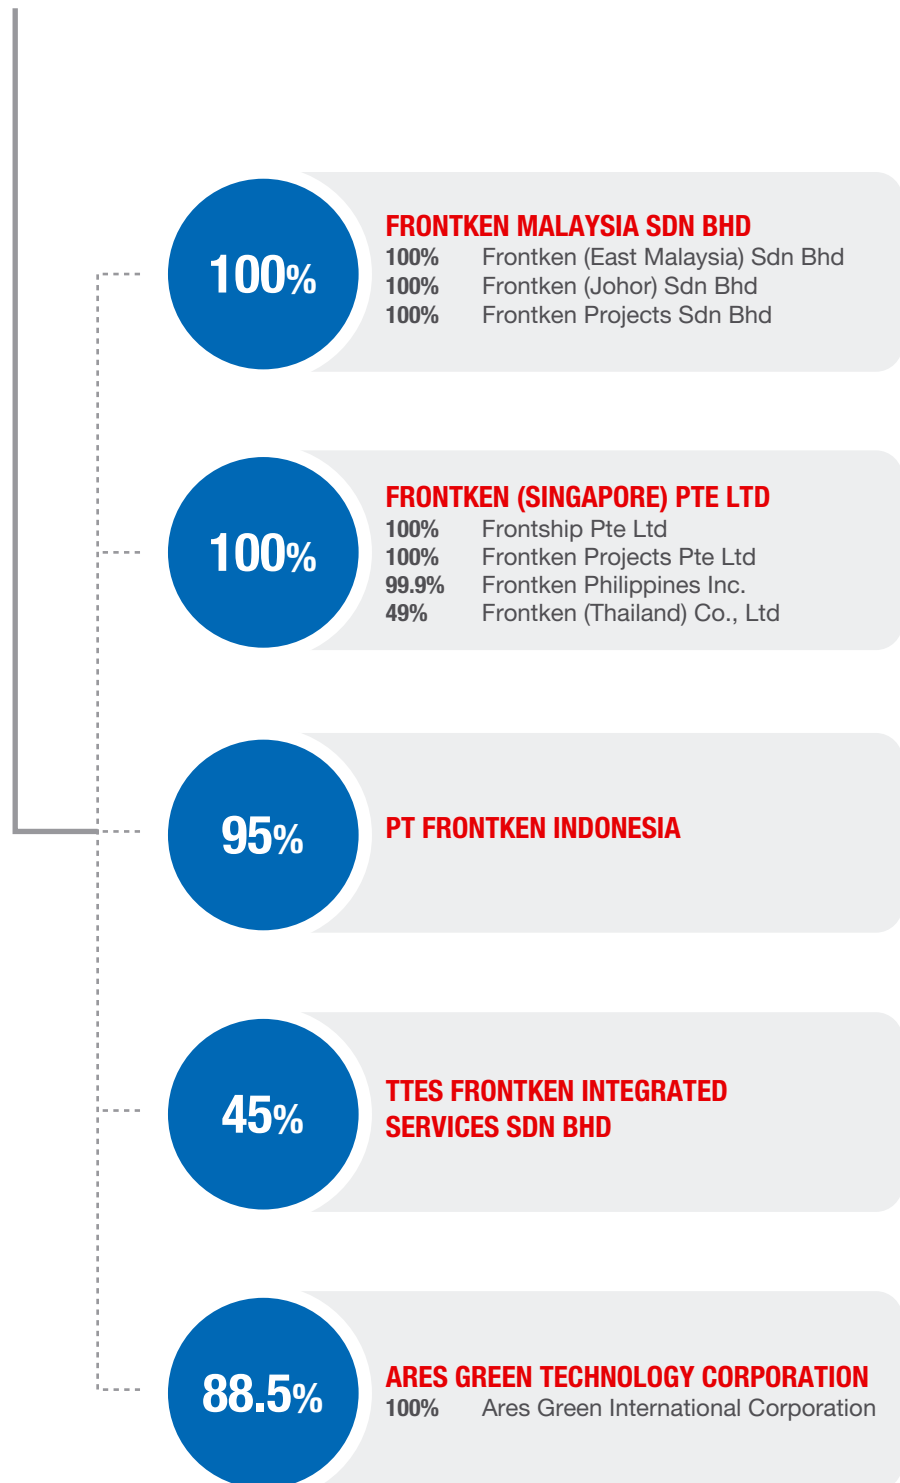 100%
FRONTKEN MALAYSIA SDN BHD
100% Frontken (East Malaysia) Sdn Bhd
100% Frontken (Johor) Sdn Bhd
100% Frontken Projects Sdn Bhd
100%
FRONTKEN (SINGAPORE) PTE LTD
100% Frontship Pte Ltd
100% Frontken Projects Pte Ltd
99.9% Frontken Philippines Inc.
49% Frontken (Thailand) Co., Ltd
95%
PT FRONTKEN INDONESIA
45%
TTES FRONTKEN INTEGRATED
SERVICES SDN BHD
88.5%
ARES GREEN TECHNOLOGY CORPORATION
100% Ares Green International Corporation